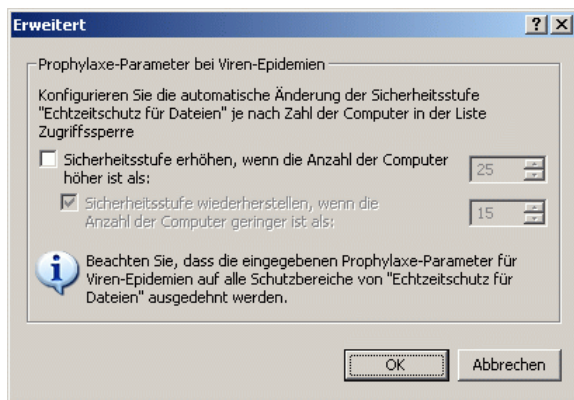 Erweitert
Prophylaxe-Parameter bei Viren-Epidemien
Konfigurieren Sie die automatische Änderung der Sicherheitsstufe
"Echtzeitschutz für Dateien" je nach Zahl der Computer in der Liste
Zugriffssperre
Sicherheitsstufe erhöhen, wenn die Anzahl der Computer
höher ist als:
25
Sicherheitsstufe wiederherstellen, wenn die
Anzahl der Computer geringer ist als:
15
Beachten Sie, dass die eingegebenen Prophylaxe-Parameter für
Viren-Epidemien auf alle Schutzbereiche von "Echtzeitschutz für
Dateien" ausgedehnt werden.
OK
Abbrechen